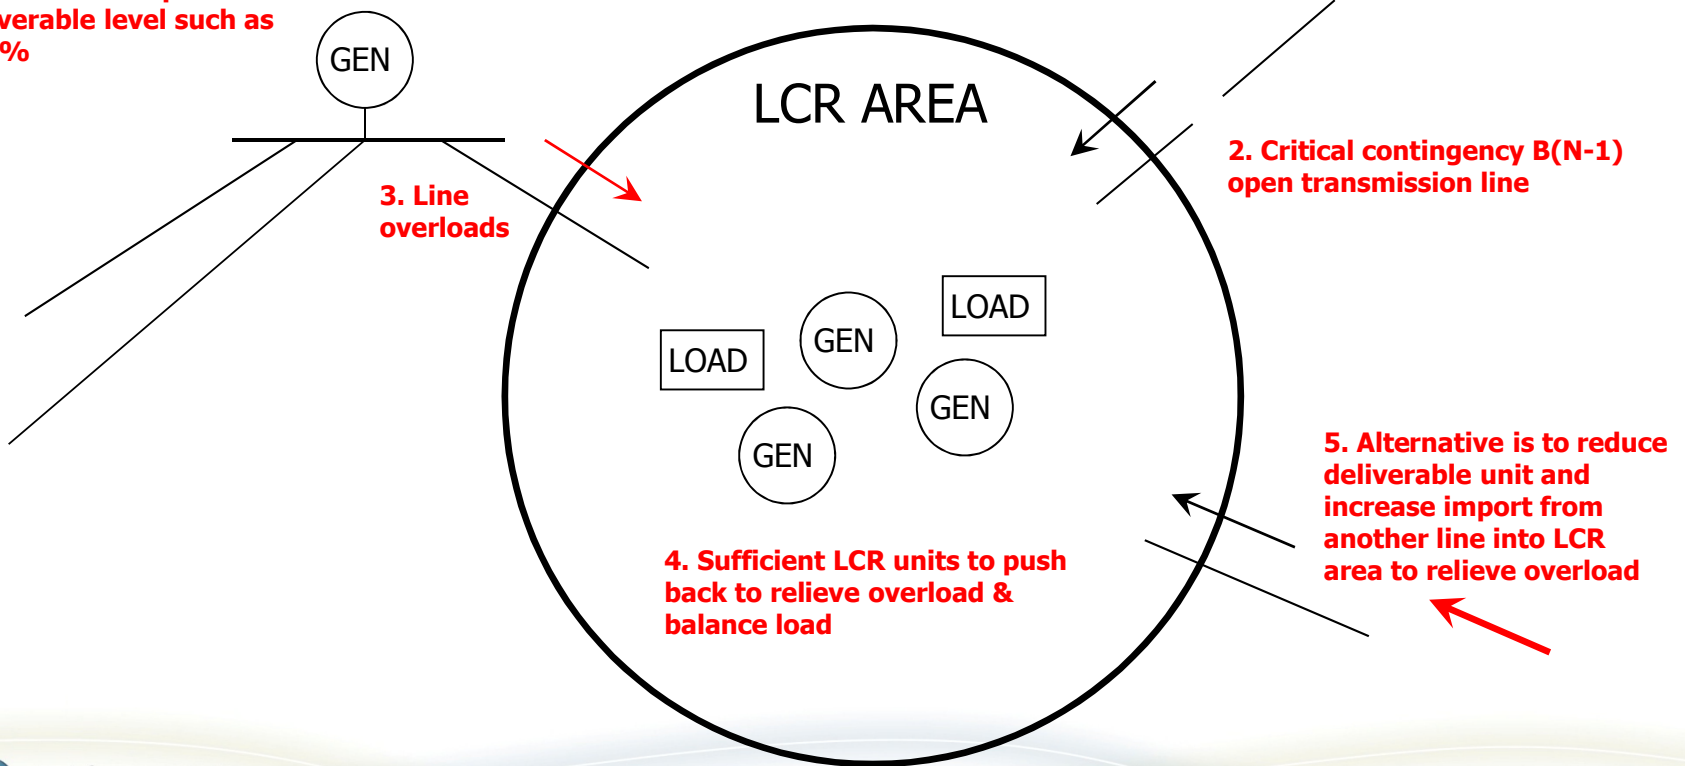 verable level such as
%
GEN
LCR AREA
2. Critical contingency B(N-1)
open transmission line
3. Line
overloads
LOAD
GEN
LOAD
GEN
GEN
5. Alternative is to reduce
deliverable unit and
increase import from
another line into LCR
area to relieve overload
4. Sufficient LCR units to push
back to relieve overload &
balance load